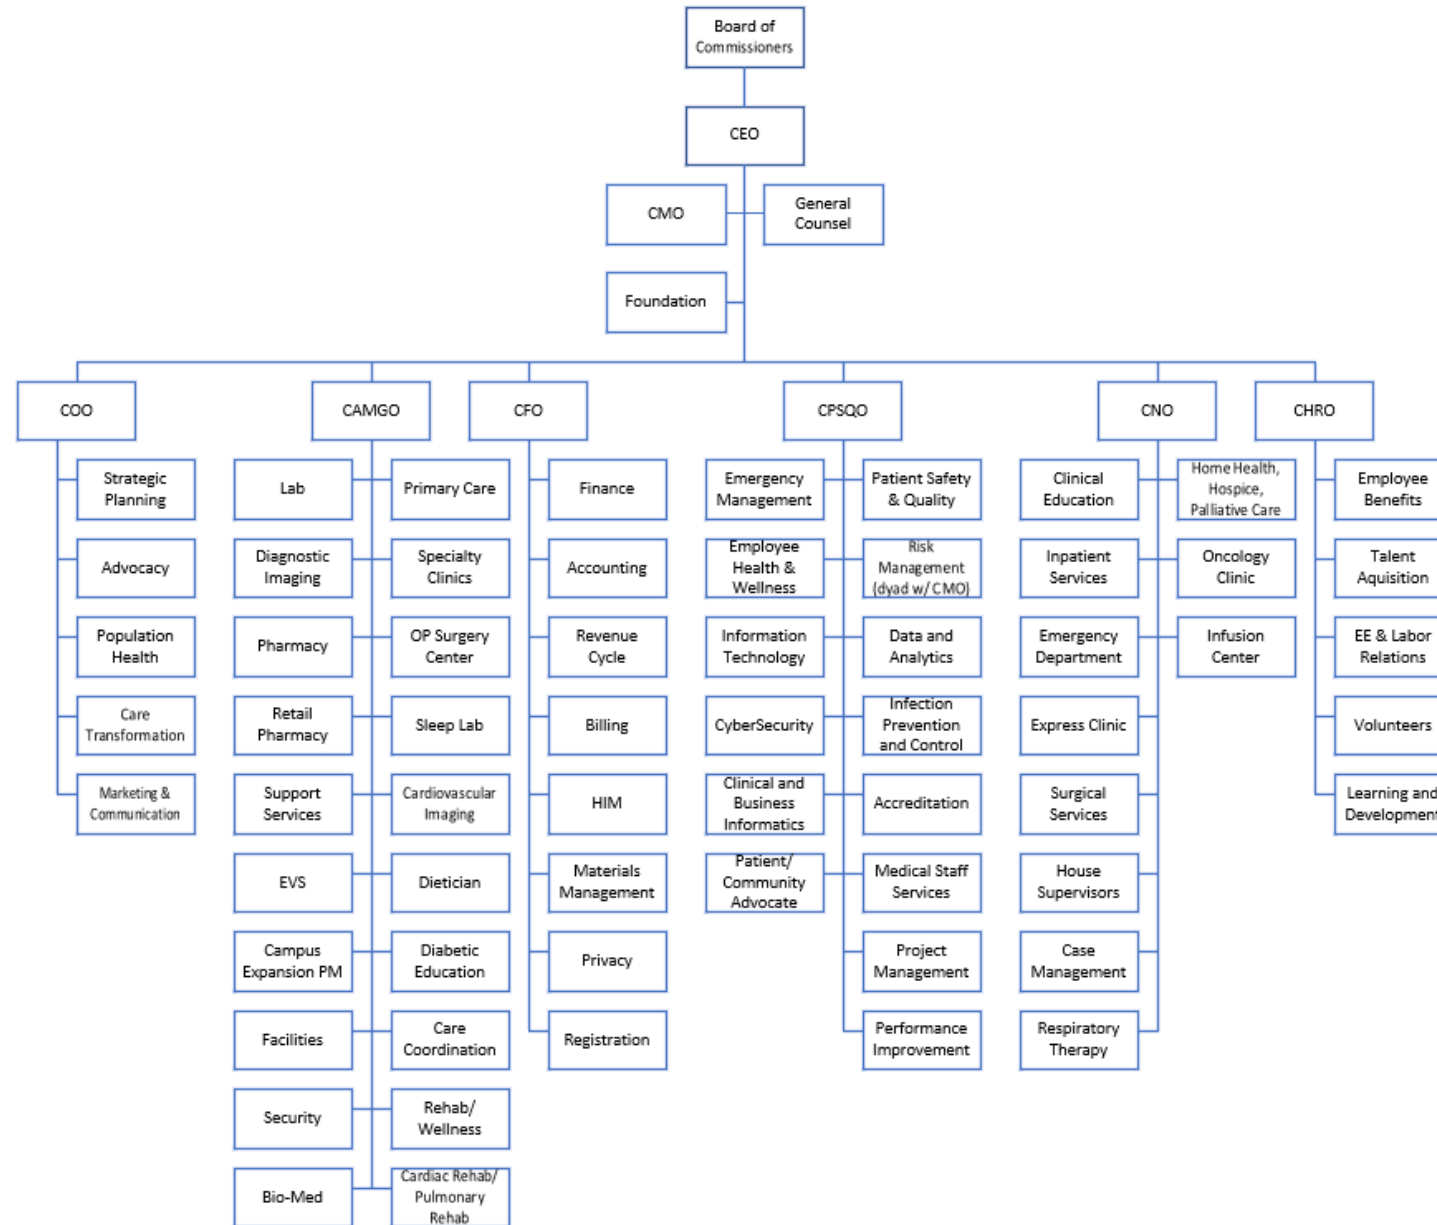 Board of
Commissioners
CEO
CMO
General
Counsel
Foundation
COO
CAMGO
CFO
CPSQO
CNO
CHRO
Strategic
Planning
Advocacy
Population
Health
Care
Transformation
Marketing &
Communication
Lab
Primary Care
Diagnostic
Imaging
Specialty
Clinics
Pharmacy
OP Surgery
Center
Retail
Pharmacy
Sleep Lab
Support
Services
Cardiovascular
Imaging
EVS
Dietician
Campus
Expansion PM
Diabetic
Education
Facilities
Care
Coordination
Security
Rehab/
Wellness
Bio-Med
Cardiac Rehab/
Pulmonary
Rehab
Finance
Accounting
Revenue
Cycle
Billing
HIM
Materials
Management
Privacy
Registration
Emergency
Management
Patient Safety
& Quality
Employee
Health &
Wellness
Risk
Management
(dyad w/ CMO)
Information
Technology
Data and
Analytics
CyberSecurity
Infection
Prevention
and Control
Clinical and
Business
Informatics
Accreditation
Patient/
Community
Advocate
Medical Staff
Services
Project
Management
Performance
Improvement
Clinical
Education
Home Health,
Hospice,
Palliative Care
Inpatient
Services
Oncology
Clinic
Emergency
Department
Infusion
Center
Express Clinic
Surgical
Services
House
Supervisors
Case
Management
Respiratory
Therapy
Employee
Benefits
Talent
Aquisition
EE & Labor
Relations
Volunteers
Learning and
Development